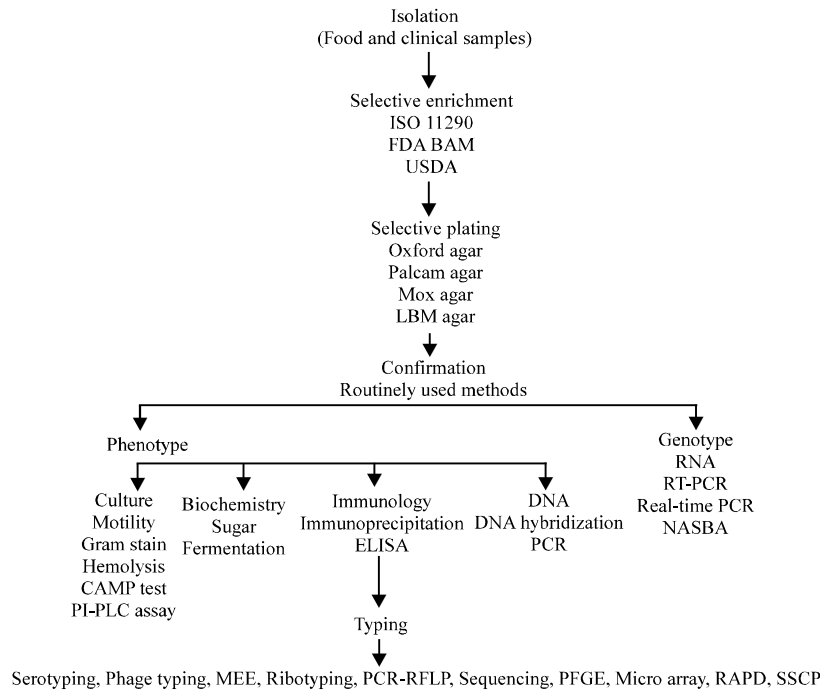 Isolation
(Food and clinical samples)
Selective enrichment
ISO 11290
FDA BAM
USDA
Selective plating
Oxford agar
Palcam agar
Mox agar
LBM agar
Confirmation
Routinely used methods
Phenotype
Genotype
RNA
RT-PCR
Real-time PCR
NASBA
Culture
Motility
Gram stain
Hemolysis
CAMP test
PI-PLC assay
Biochemistry
Sugar
Fermentation
Immunology
Immunoprecipitation
ELISA
DNA
DNA hybridization
PCR
Typing
Serotyping, Phage typing, MEE, Ribotyping, PCR-RFLP, Sequencing, PFGE, Micro array, RAPD, SSCP